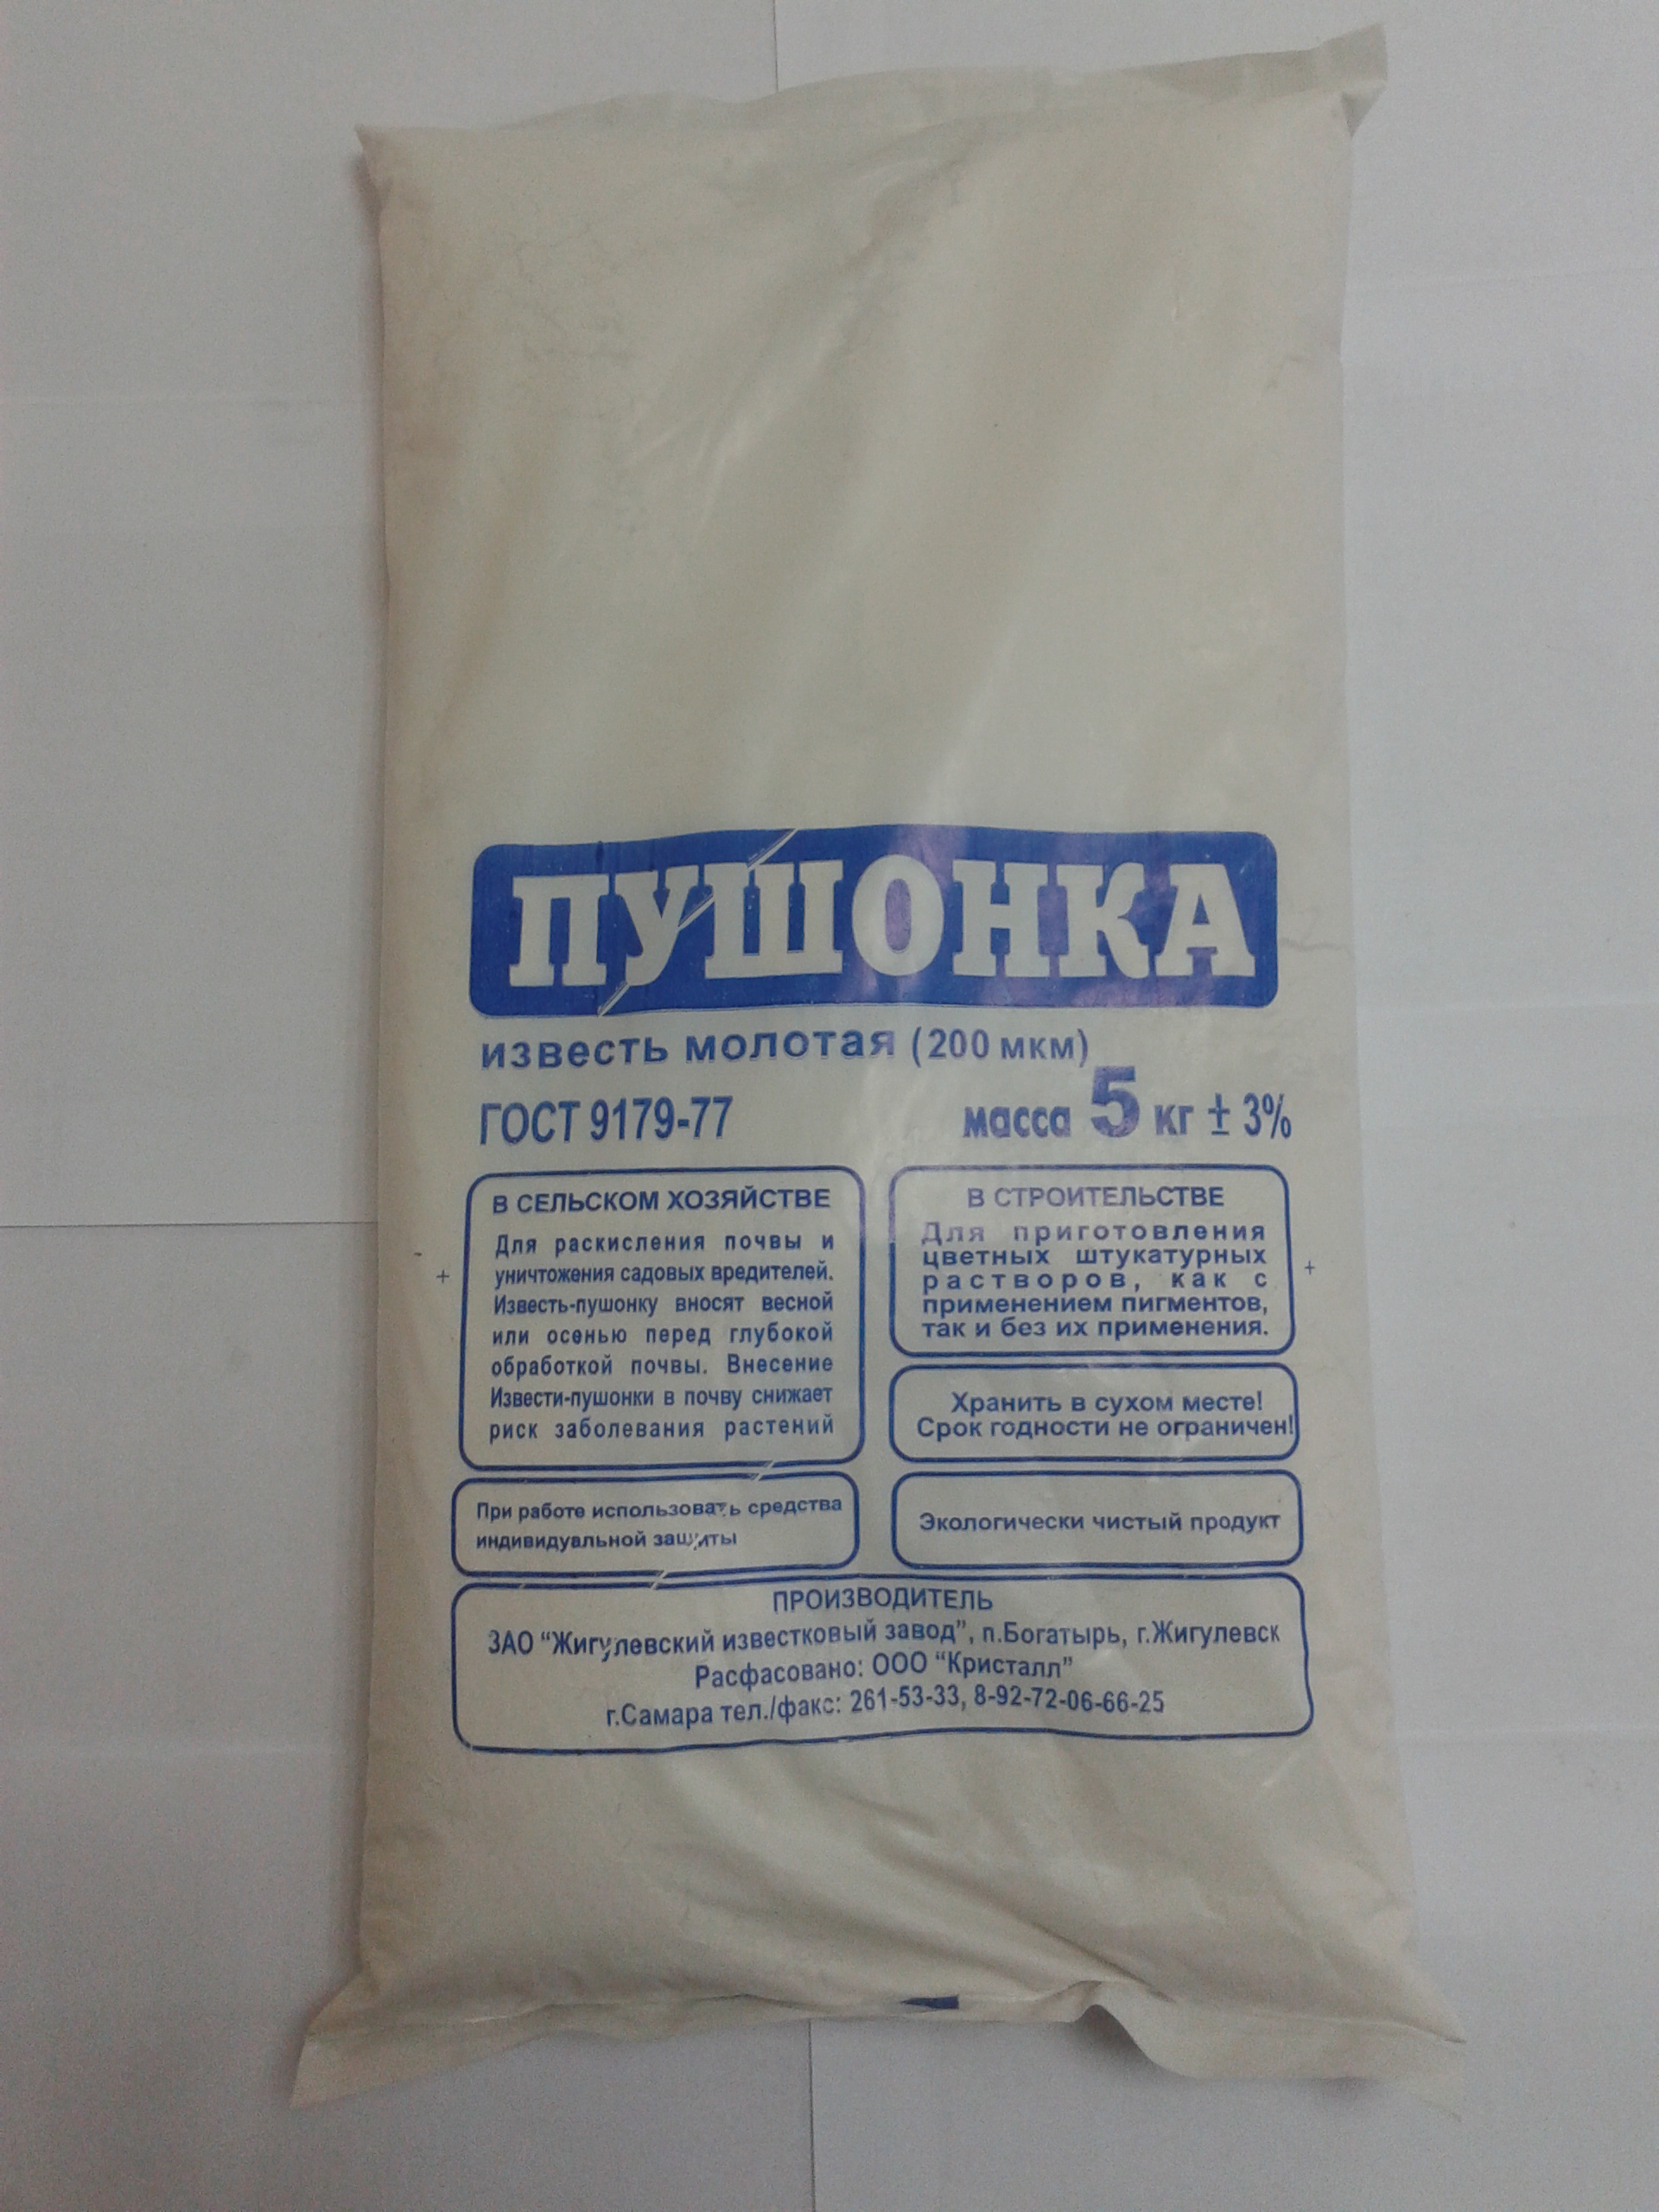 ПУШОНКА
известь молотая (200 мкм)
ГОСТ 9179-77
масса 5 кг ± 3%
В СЕЛЬСКОМ ХОЗЯЙСТВЕ
Для раскисления почвы и
уничтожения садовых вредителей.
Известь-пушонку вносят весной
или осенью перед глубокой
обработкой почвы. Внесение
Извести-пушонки в почву снижает
риск заболевания растений
В СТРОИТЕЛЬСТВЕ
Для приготовления
цветных штукатурных
растворов, как с
применением пигментов,
так и без их применения.
Хранить в сухом месте!
Срок годности не ограничен!
При работе использовать средства
индивидуальной защиты
Экологически чистый продукт
ПРОИЗВОДИТЕЛЬ
ЗАО “Жигулевский известковый завод”, п.Богатырь, г.Жигулевск
Расфасовано: ООО “Кристалл”
г.Самара тел./факс: 261-53-33, 8-92-72-06-66-25